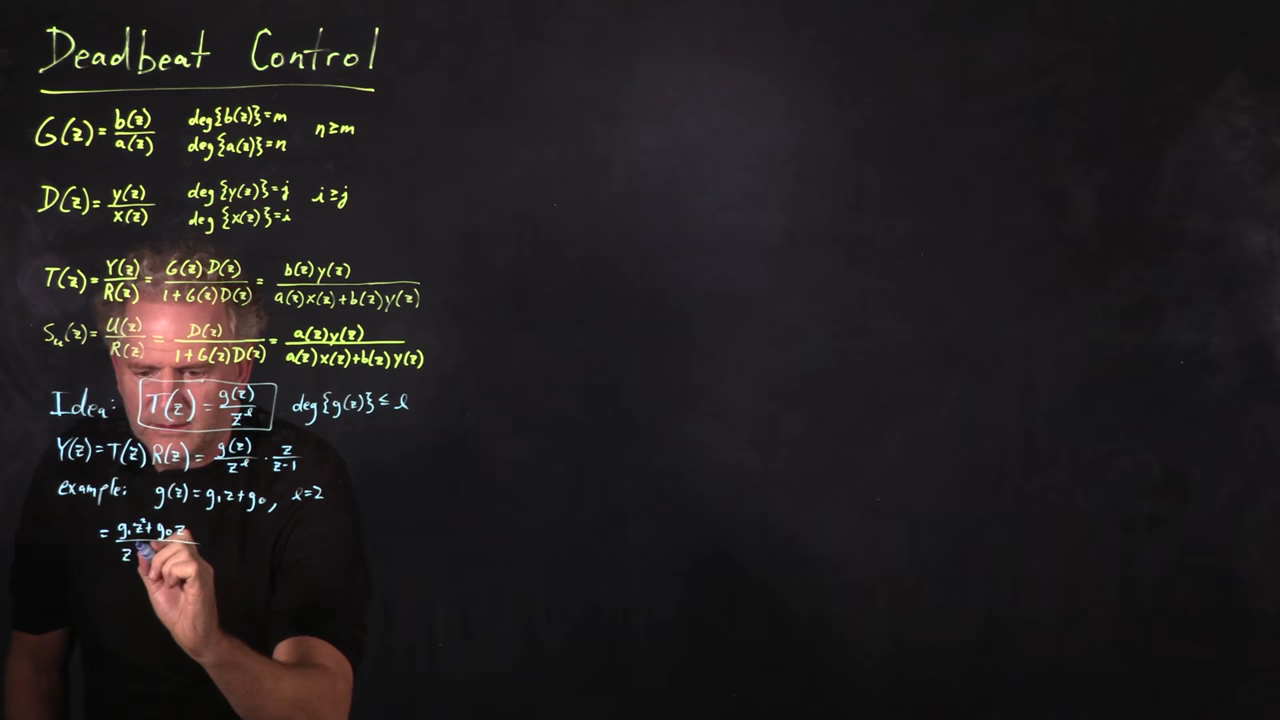 Deadbeat Control
G(z) = b(z)/a(z) deg{b(z)}=m deg{a(z)}=n n≥m
D(z) = y(z)/x(z) deg{y(z)}=j deg{x(z)}=i i≥j
T(z) = Y(z)/R(z) = G(z)D(z)/1+G(z)D(z) = b(z)y(z)/a(z)x(z)+b(z)y(z)
Su(z) = U(z)/R(z) = D(z)/1+G(z)D(z) = a(z)y(z)/a(z)x(z)+b(z)y(z)
Idea: T(z) = g(z)/z^ℓ deg{g(z)} ≤ ℓ
Y(z) = T(z) R(z) = g(z)/z^ℓ · z/z-1
example: g(z) = g₁z+g₀, ℓ=2
= g₁z²+g₀z/z